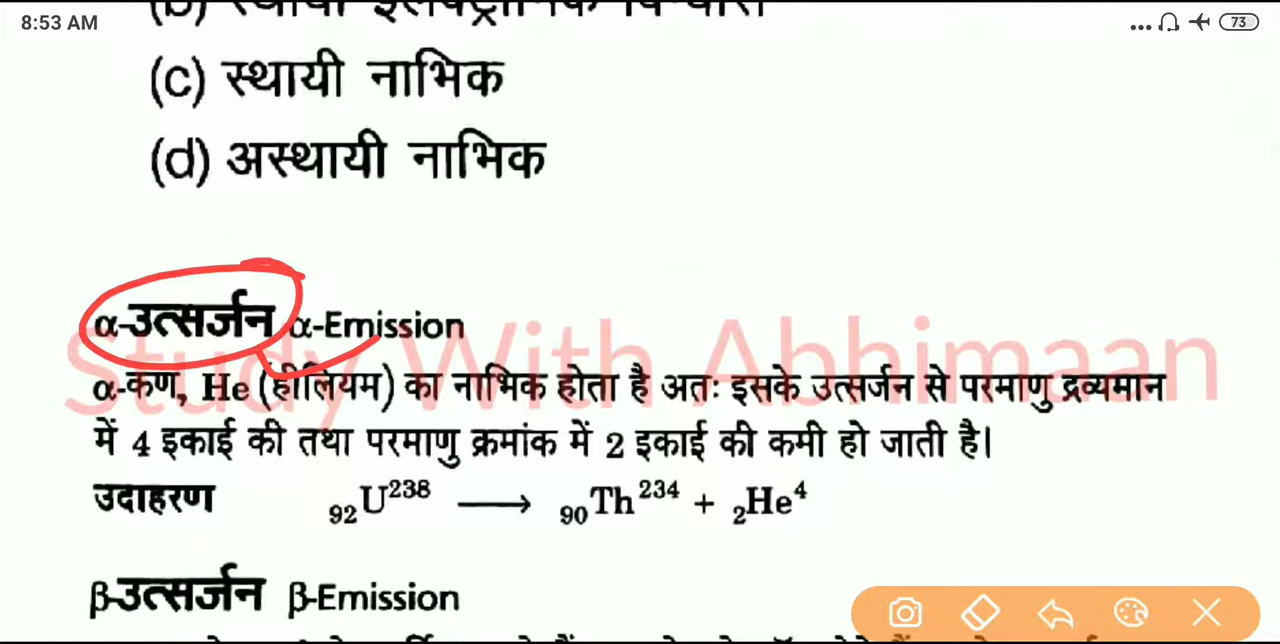 8:53 AM
73
(b) स्थायी इलेक्ट्रॉनिक विन्यास
(c) स्थायी नाभिक
(d) अस्थायी नाभिक
α-उत्सर्जन α-Emission
Study With Abhimaan
α-कण, He (हीलियम) का नाभिक होता है अतः इसके उत्सर्जन से परमाणु द्रव्यमान
में 4 इकाई की तथा परमाणु क्रमांक में 2 इकाई की कमी हो जाती है।
उदाहरण ₉₂U²³⁸ ⟶ ₉₀Th²³⁴ + ₂He⁴
β-उत्सर्जन β-Emission